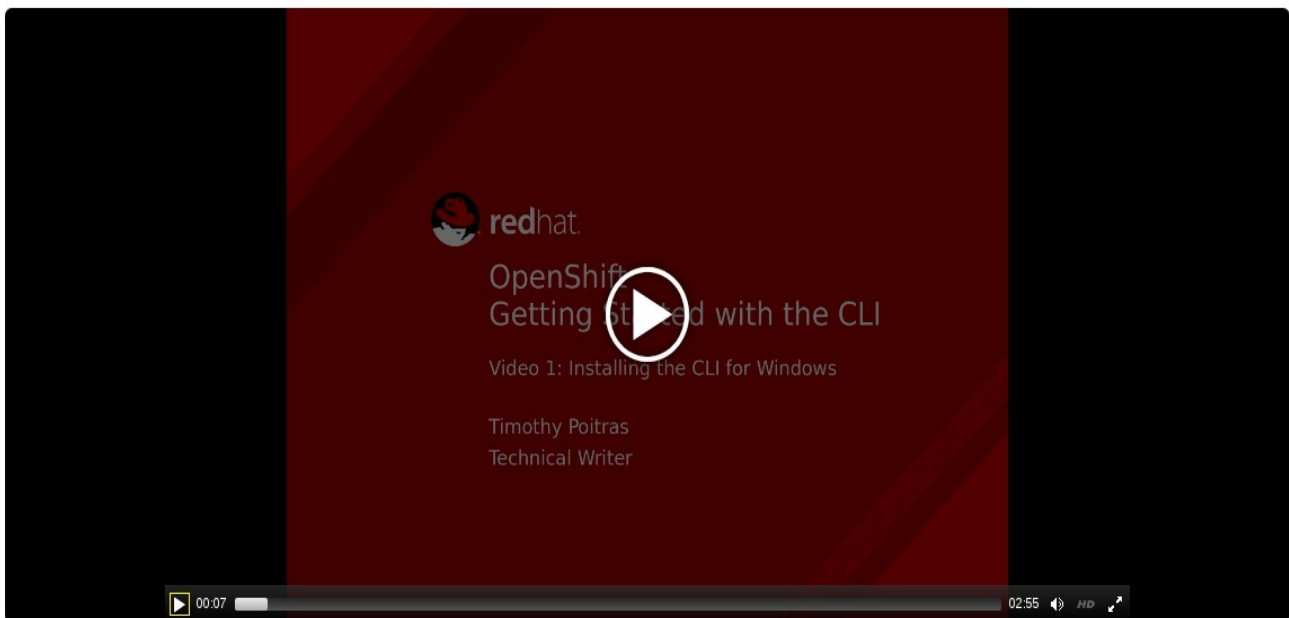 redhat.
OpenShift
Getting Started with the CLI
Video 1: Installing the CLI for Windows
Timothy Poitras
Technical Writer
00:07
02:55
HD